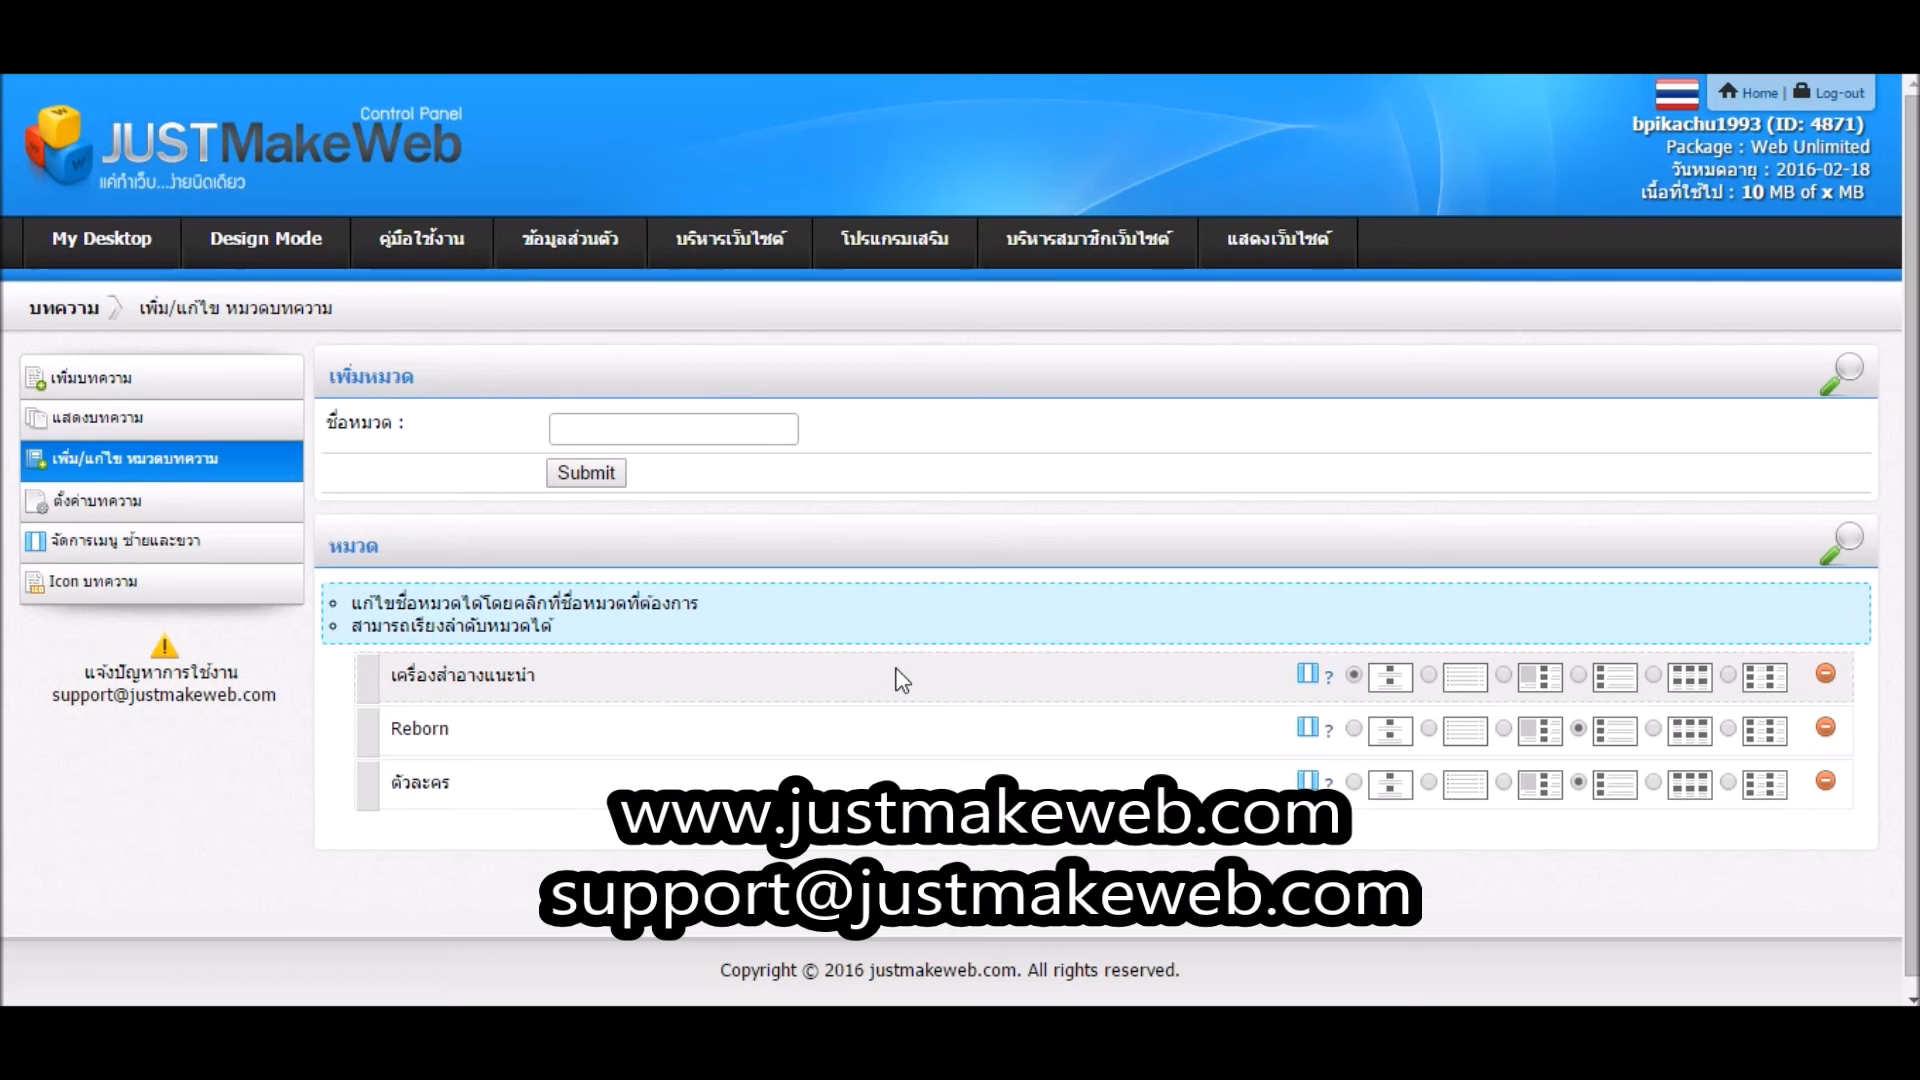 Control Panel
JUSTMakeWeb
แค่ทำเว็บ...ง่ายนิดเดียว
Home | Log-out
bpikachu1993 (ID: 4871)
Package : Web Unlimited
วันหมดอายุ : 2016-02-18
เนื้อที่ใช้ไป : 10 MB of x MB
My Desktop
Design Mode
คู่มือใช้งาน
ข้อมูลส่วนตัว
บริหารเว็บไซต์
โปรแกรมเสริม
บริหารสมาชิกเว็บไซต์
แสดงเว็บไซต์
บทความ
เพิ่ม/แก้ไข หมวดบทความ
เพิ่มบทความ
แสดงบทความ
เพิ่ม/แก้ไข หมวดบทความ
ตั้งค่าบทความ
จัดการเมนู ซ้ายและขวา
Icon บทความ
แจ้งปัญหาการใช้งาน
support@justmakeweb.com
เพิ่มหมวด
ชื่อหมวด :
Submit
หมวด
แก้ไขชื่อหมวดได้โดยคลิกที่ชื่อหมวดที่ต้องการ
สามารถเรียงลำดับหมวดได้
เครื่องสำอางแนะนำ ?
Reborn ?
ตัวละคร ?
www.justmakeweb.com
support@justmakeweb.com
Copyright © 2016 justmakeweb.com. All rights reserved.